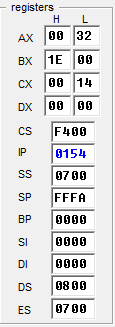 registers
H L
AX 00 32
BX 1E 00
CX 00 14
DX 00 00
CS F400
IP 0154
SS 0700
SP FFFA
BP 0000
SI 0000
DI 0000
DS 0800
ES 0700